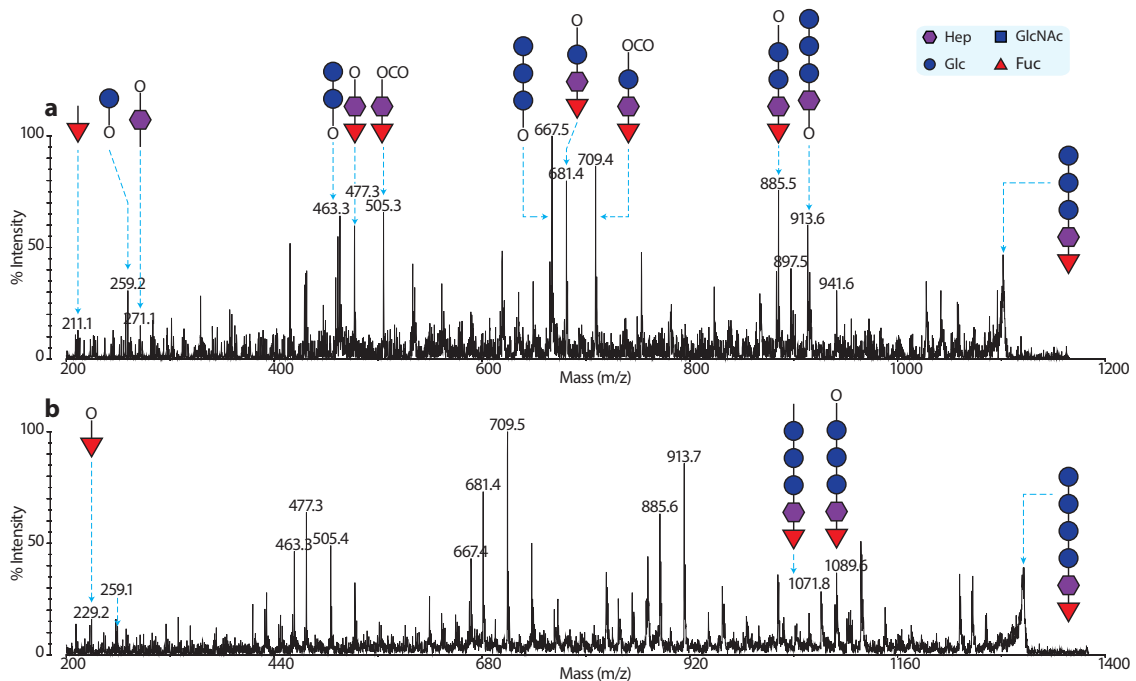 a
O
O
O
O
OCO
O
O
O
OCO
O
O
O
Hep
GlcNAc
Glc
Fuc
100
50
0
% Intensity
211.1
259.2
271.1
463.3
477.3
505.3
667.5
681.4
709.4
885.5
897.5
913.6
941.6
200
400
600
800
1000
1200
Mass (m/z)
b
O
O
100
50
0
% Intensity
229.2
259.1
463.3
477.3
505.4
667.4
681.4
709.5
885.6
913.7
1071.8
1089.6
200
440
680
920
1160
1400
Mass (m/z)